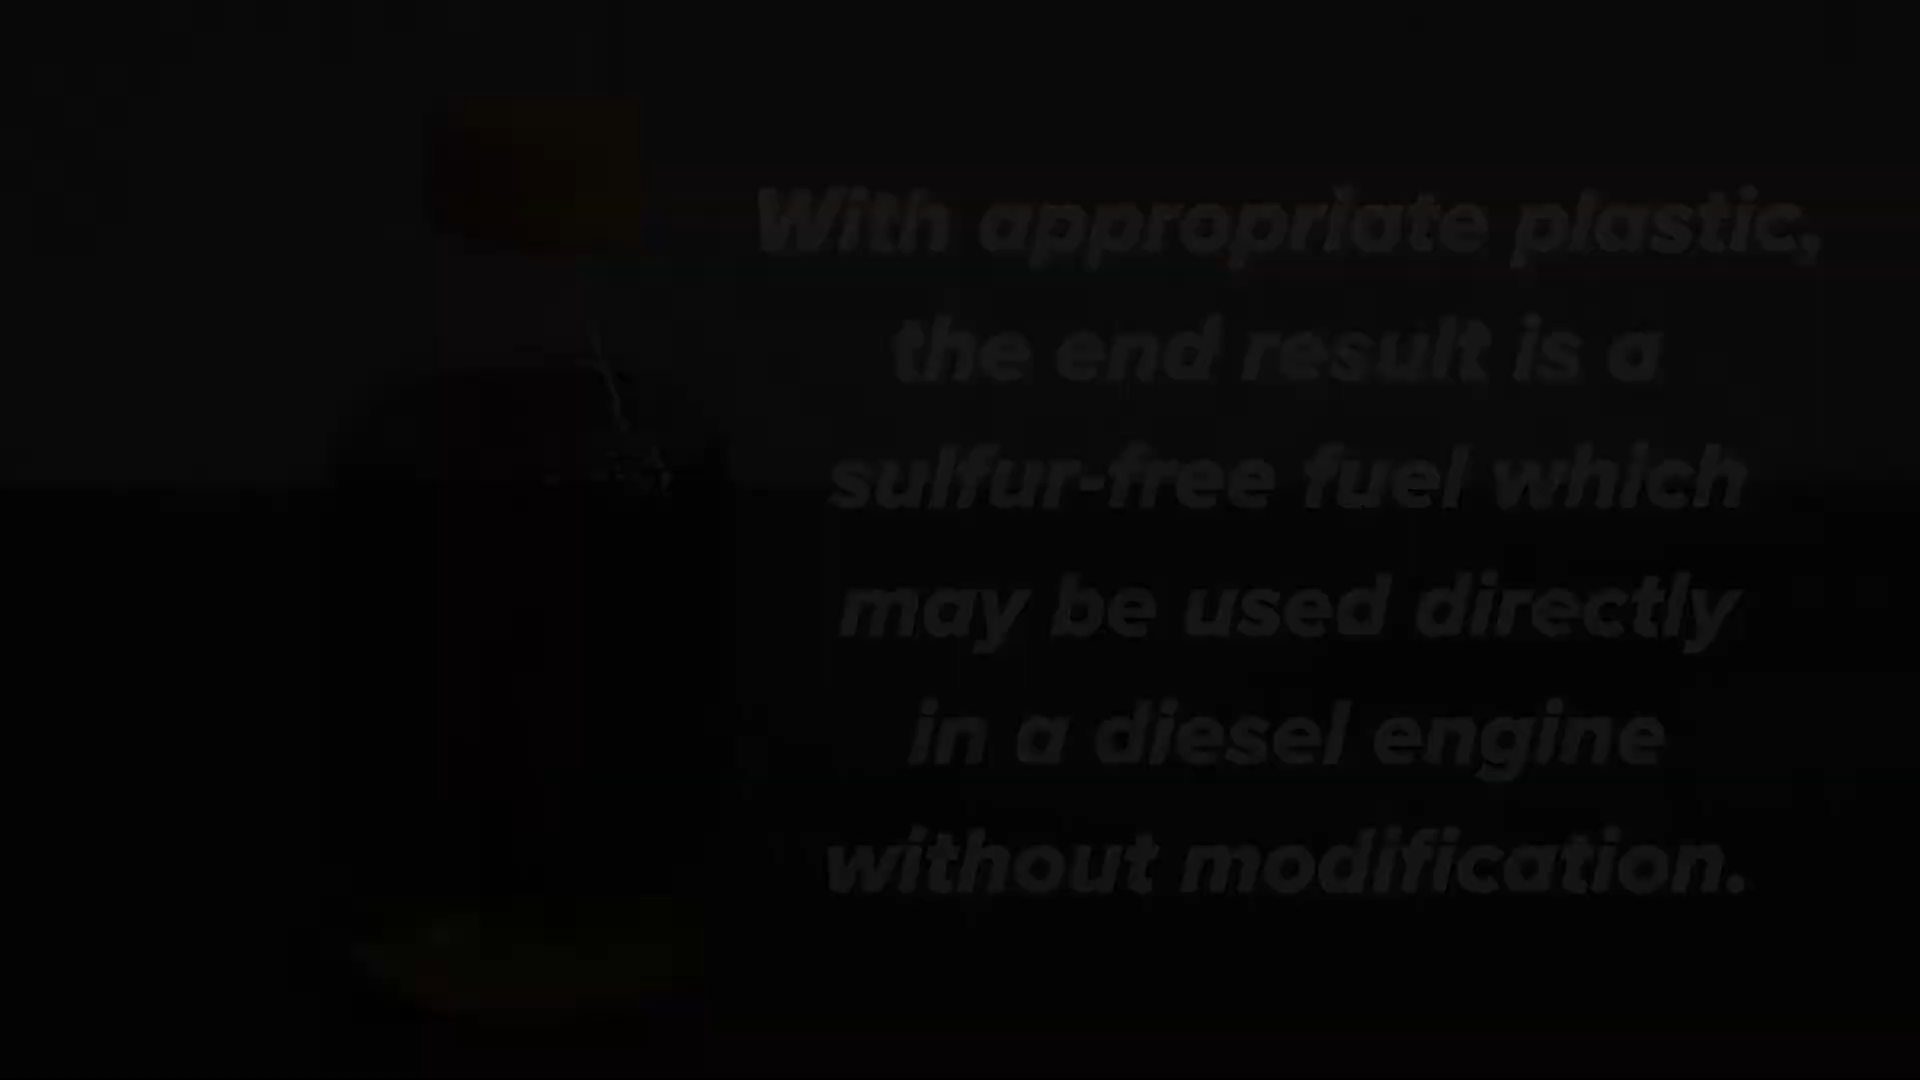 With appropriate plastic,
the end result is a
sulfur-free fuel which
may be used directly
in a diesel engine
without modification.